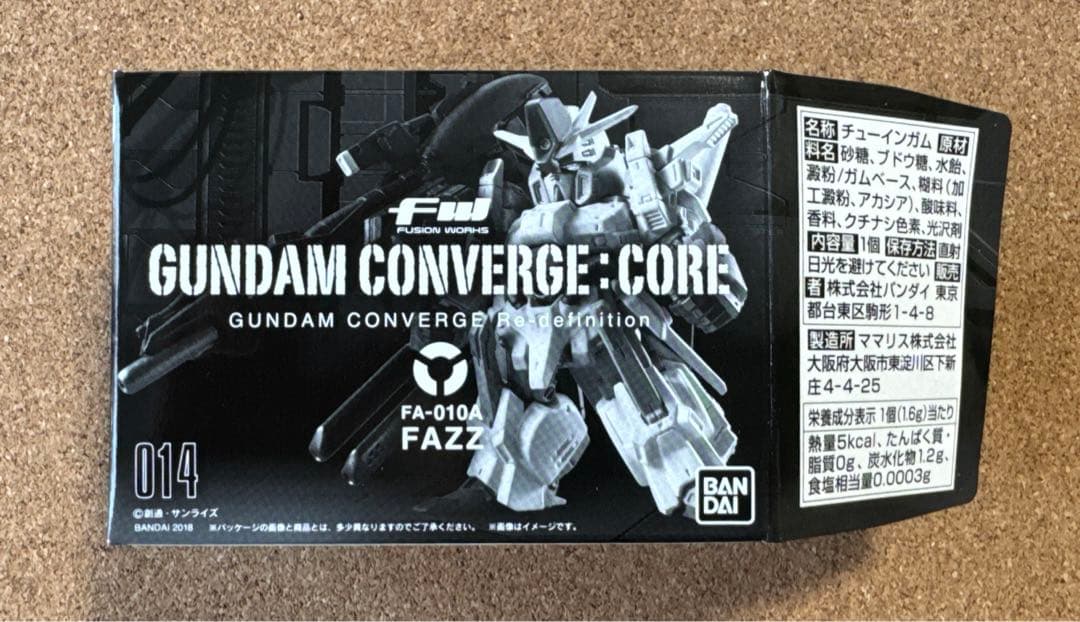 FW
FUSION WORKS
GUNDAM CONVERGE:CORE
GUNDAM CONVERGE Re-definition
FA-010A
FAZZ
014
©創通・サンライズ
BANDAI 2018 ※パッケージの画像と商品とは、多少異なりますのでご了承ください。 ※画像はイメージです。
BAN
DAI
名称 チューインガム 原材
料名 砂糖、ブドウ糖、水飴、
澱粉/ガムベース、糊料(加
工澱粉、アカシア)、酸味料、
香料、クチナシ色素、光沢剤
内容量 1個 保存方法 直射
日光を避けてください 販売
者 株式会社バンダイ 東京
都台東区駒形1-4-8
製造所 ママリス株式会社
大阪府大阪市東淀川区下新
庄4-4-25
栄養成分表示 1個(1.6g)当たり
熱量5kcal、たんぱく質・
脂質0g、炭水化物1.2g、
食塩相当量0.0003g